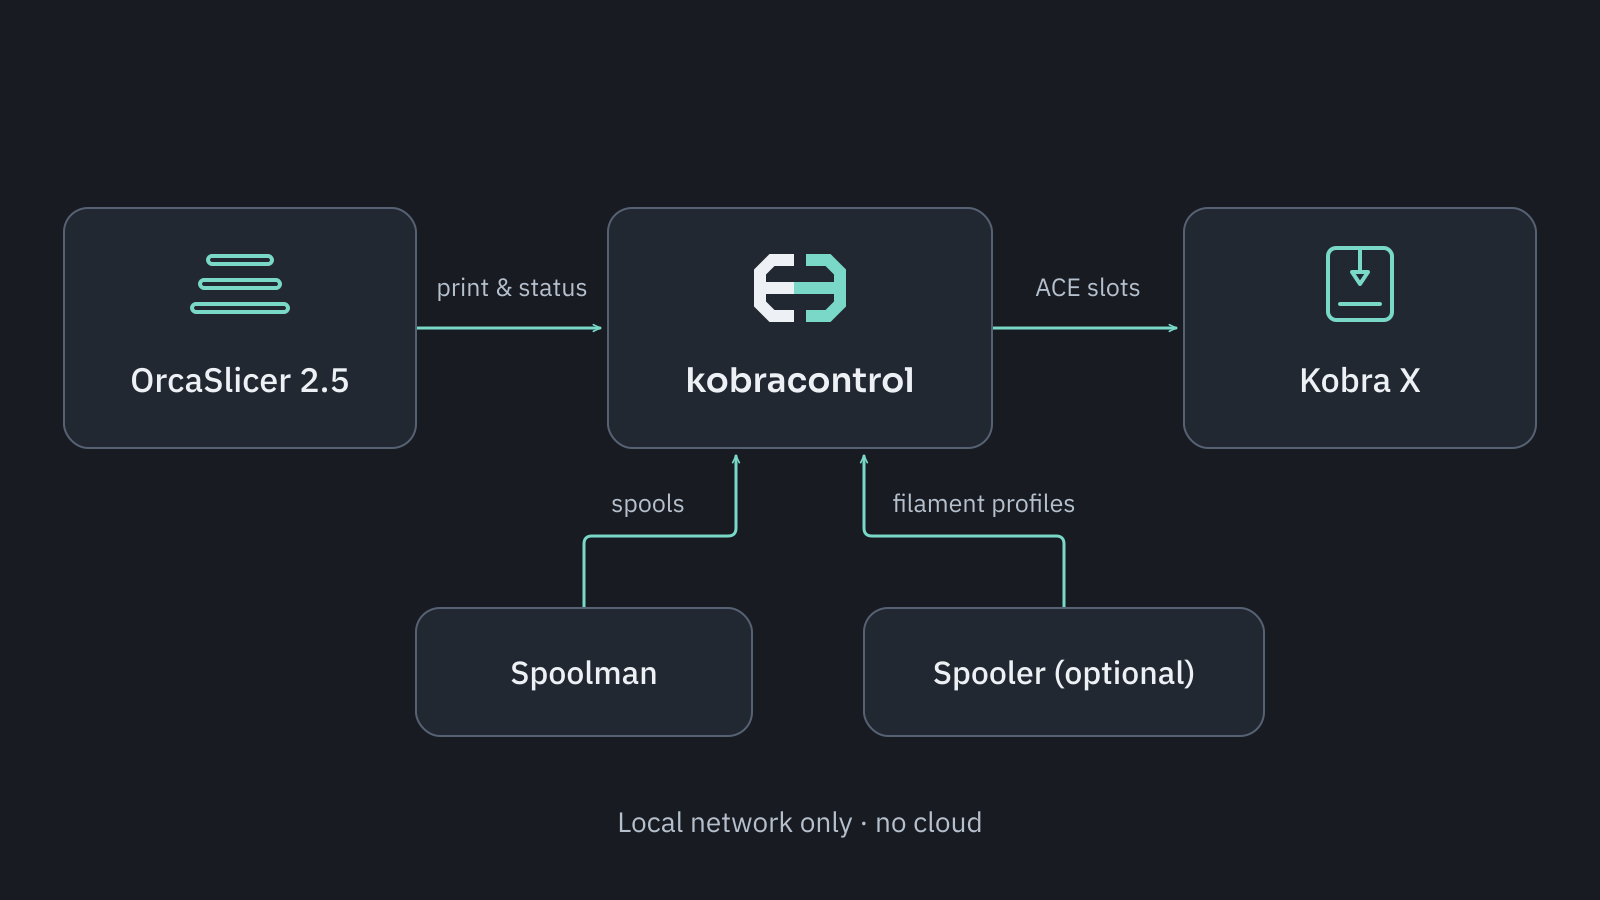 print & status
ACE slots
OrcaSlicer 2.5
kobracontrol
Kobra X
spools
filament profiles
Spoolman
Spooler (optional)
Local network only · no cloud